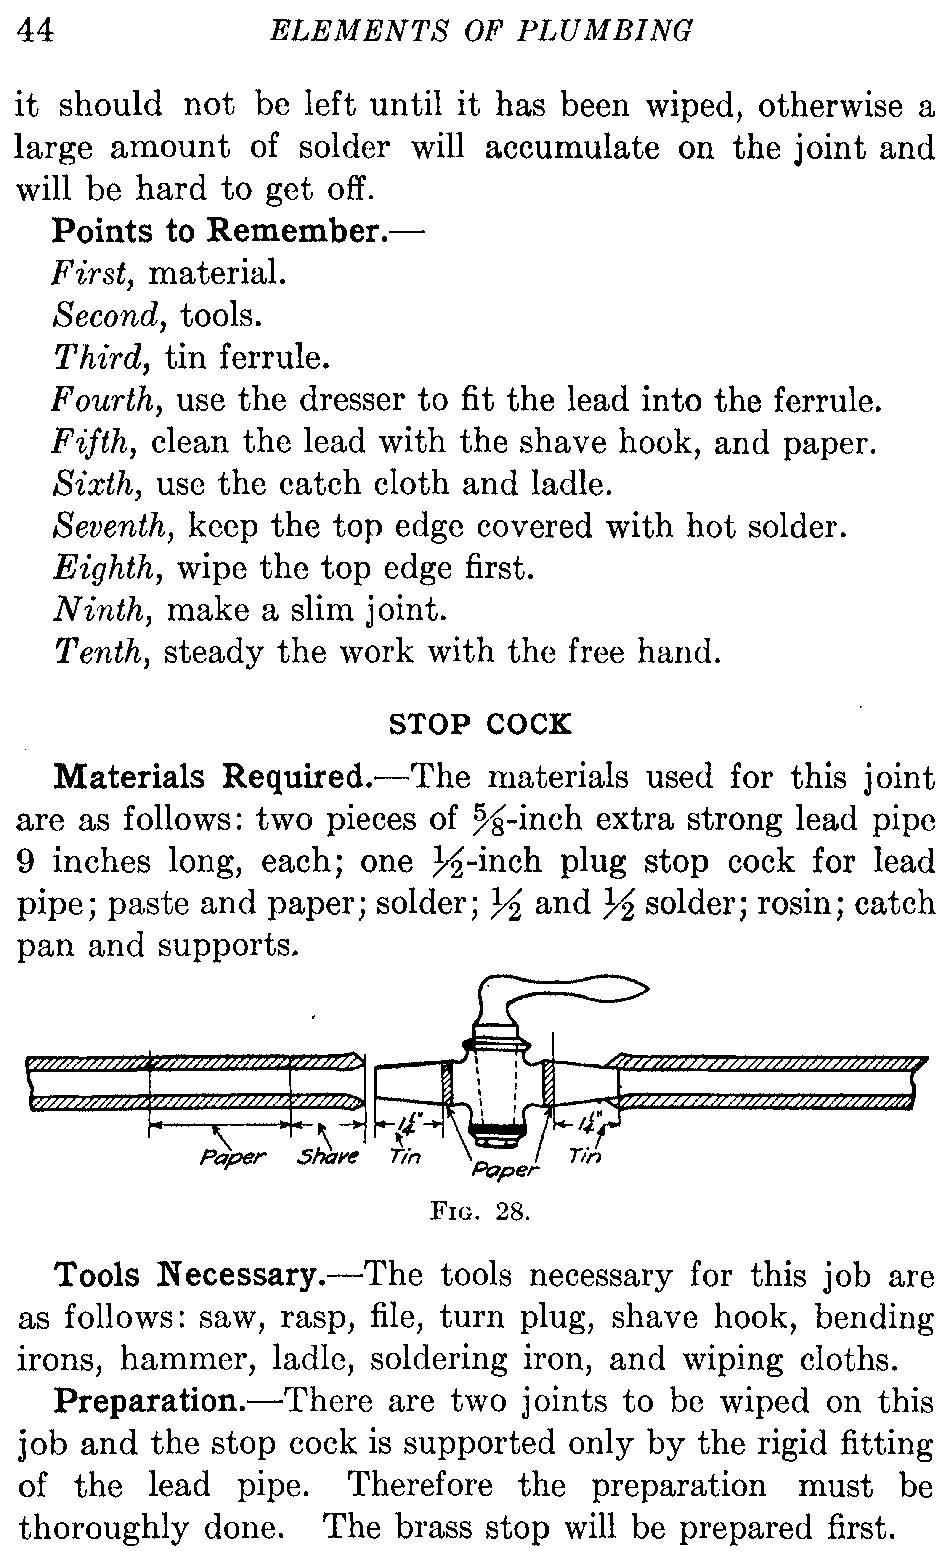 44 ELEMENTS OF PLUMBING
it should not be left until it has been wiped, otherwise a
large amount of solder will accumulate on the joint and
will be hard to get off.
Points to Remember.—
First, material.
Second, tools.
Third, tin ferrule.
Fourth, use the dresser to fit the lead into the ferrule.
Fifth, clean the lead with the shave hook, and paper.
Sixth, use the catch cloth and ladle.
Seventh, keep the top edge covered with hot solder.
Eighth, wipe the top edge first.
Ninth, make a slim joint.
Tenth, steady the work with the free hand.
STOP COCK
Materials Required.—The materials used for this joint
are as follows: two pieces of ⅝-inch extra strong lead pipe
9 inches long, each; one ½-inch plug stop cock for lead
pipe; paste and paper; solder; ½ and ½ solder; rosin; catch
pan and supports.
1¼" 1¼"
Paper Shave Tin Paper Tin
FIG. 28.
Tools Necessary.—The tools necessary for this job are
as follows: saw, rasp, file, turn plug, shave hook, bending
irons, hammer, ladle, soldering iron, and wiping cloths.
Preparation.—There are two joints to be wiped on this
job and the stop cock is supported only by the rigid fitting
of the lead pipe. Therefore the preparation must be
thoroughly done. The brass stop will be prepared first.